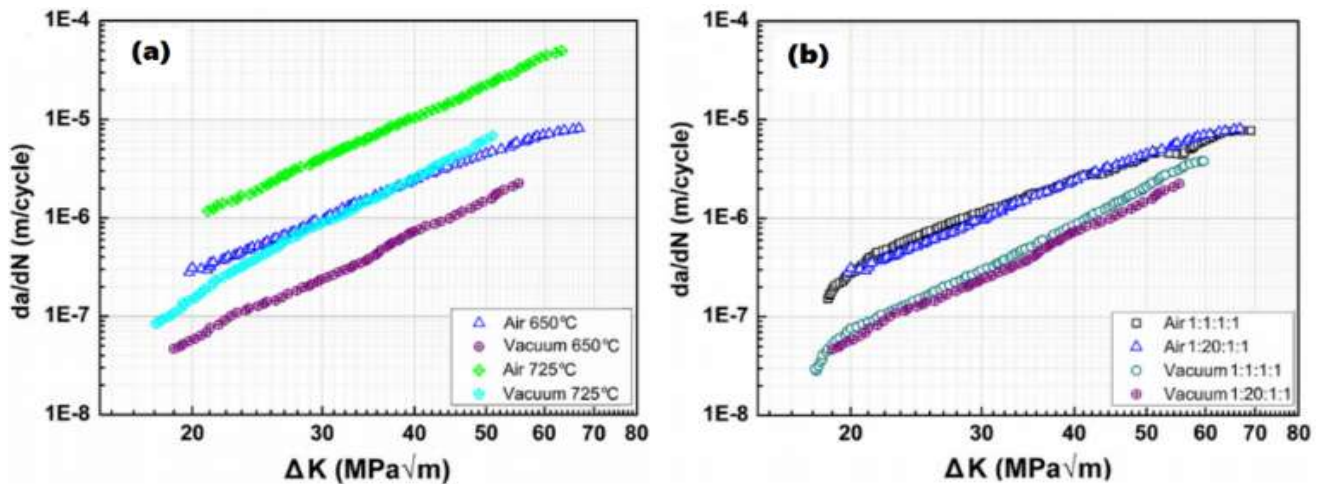 (a)
da/dN (m/cycle)
1E-4
1E-5
1E-6
1E-7
1E-8
Air 650℃
Vacuum 650℃
Air 725℃
Vacuum 725℃
20 30 40 50 60 70 80
ΔK (MPa√m)
(b)
da/dN (m/cycle)
1E-4
1E-5
1E-6
1E-7
1E-8
Air 1:1:1:1
Air 1:20:1:1
Vacuum 1:1:1:1
Vacuum 1:20:1:1
20 30 40 50 60 70 80
ΔK (MPa√m)